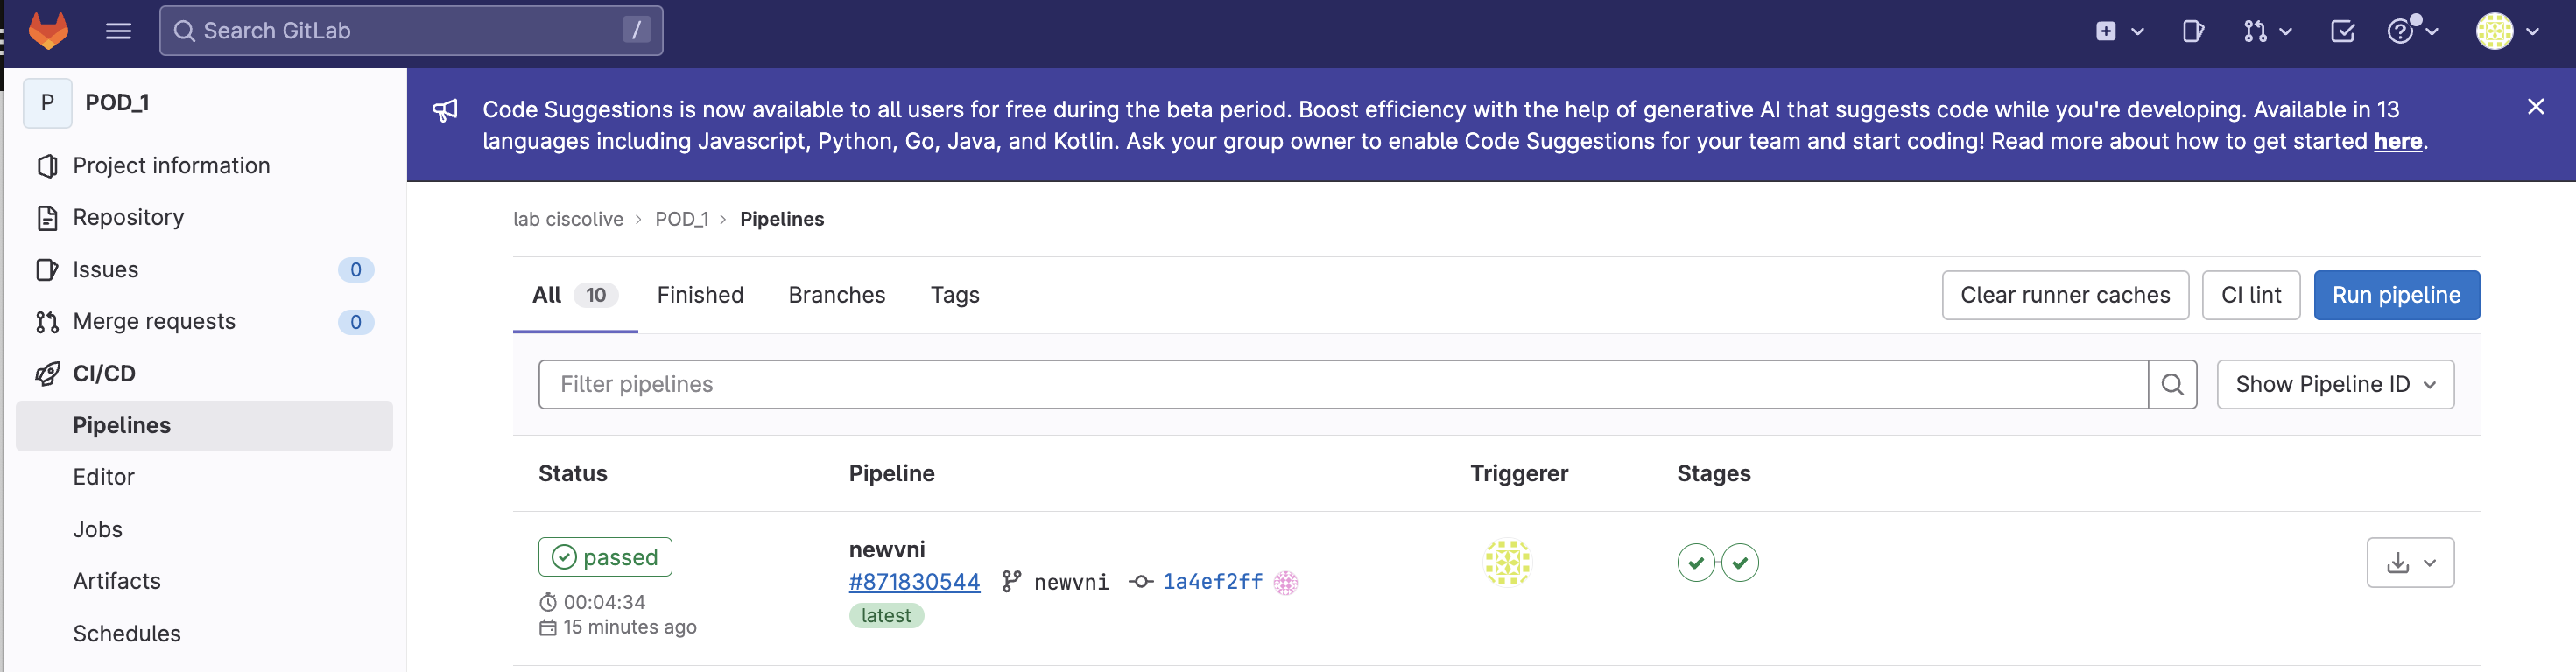 Search GitLab /
P POD_1
Code Suggestions is now available to all users for free during the beta period. Boost efficiency with the help of generative AI that suggests code while you're developing. Available in 13
languages including Javascript, Python, Go, Java, and Kotlin. Ask your group owner to enable Code Suggestions for your team and start coding! Read more about how to get started here.
Project information
Repository
Issues 0
Merge requests 0
CI/CD
Pipelines
Editor
Jobs
Artifacts
Schedules
lab ciscolive > POD_1 > Pipelines
All 10 Finished Branches Tags Clear runner caches CI lint Run pipeline
Filter pipelines Show Pipeline ID
Status Pipeline Triggerer Stages
passed
00:04:34
15 minutes ago
newvni
#871830544 newvni 1a4ef2ff
latest